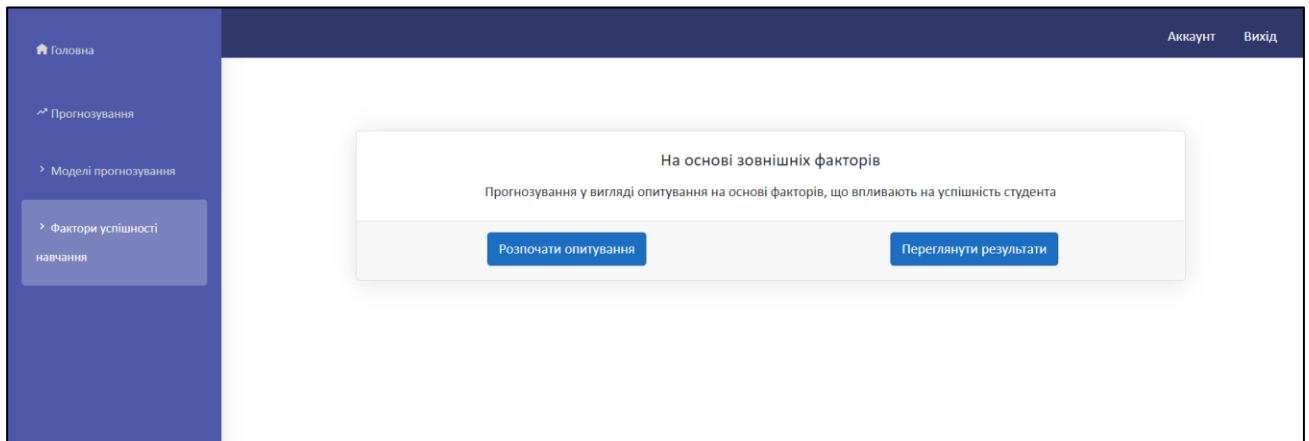 Головна
Прогнозування
Моделі прогнозування
Фактори успішності
навчання
Аккаунт Вихід
На основі зовнішніх факторів
Прогнозування у вигляді опитування на основі факторів, що впливають на успішність студента
Розпочати опитування Переглянути результати